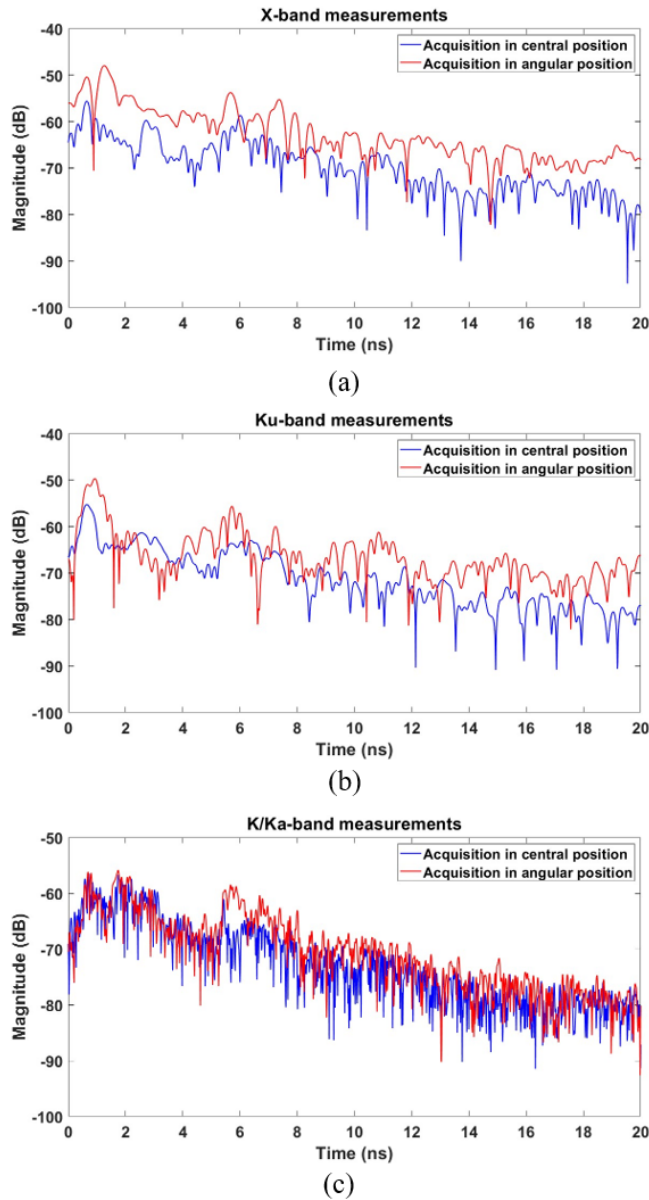 X-band measurements
-40
-50
-60
-70
-80
-90
-100
Magnitude (dB)
Acquisition in central position
Acquisition in angular position
0 2 4 6 8 10 12 14 16 18 20
Time (ns)
(a)
Ku-band measurements
-40
-50
-60
-70
-80
-90
-100
Magnitude (dB)
Acquisition in central position
Acquisition in angular position
0 2 4 6 8 10 12 14 16 18 20
Time (ns)
(b)
K/Ka-band measurements
-50
-60
-70
-80
-90
-100
Magnitude (dB)
Acquisition in central position
Acquisition in angular position
0 2 4 6 8 10 12 14 16 18 20
Time (ns)
(c)